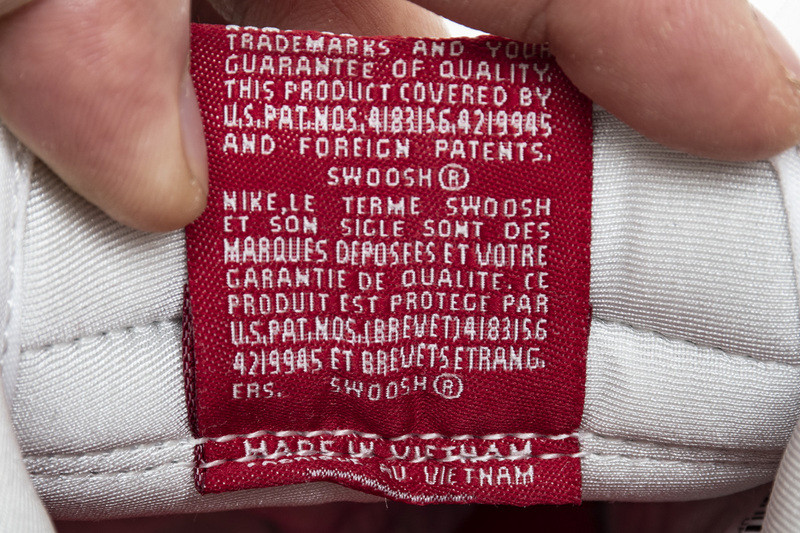 TRADEMARKS AND YOUR
GUARANTEE OF QUALITY.
THIS PRODUCT COVERED BY
U.S.PAT.NOS.4183156,4219945
AND FOREIGN PATENTS.
SWOOSH®
NIKE,LE TERME SWOOSH
ET SON SIGLE SONT DES
MARQUES DEPOSEES ET VOTRE
GARANTIE DE QUALITE. CE
PRODUIT EST PROTEGE PAR
U.S.PAT.NOS.(BREVET)4183156
4219945 ET BREVETSETRANG.
ERS. SWOOSH®
MADE IN VIETNAM
DU VIETNAM